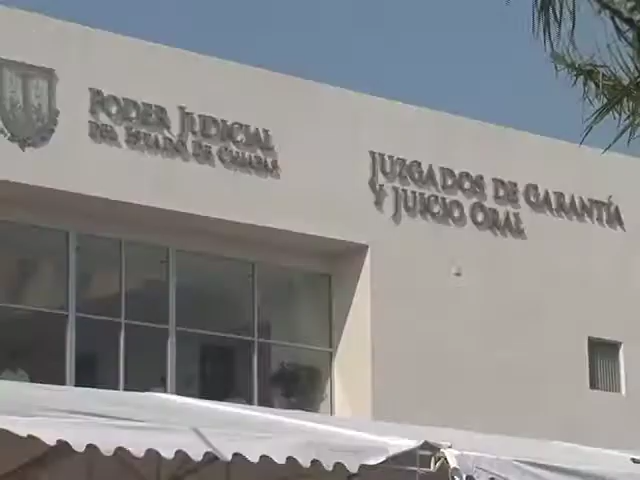 PODER JUDICIAL
DEL ESTADO DE CHIAPAS
JUZGADOS DE GARANTÍA
Y JUICIO ORAL